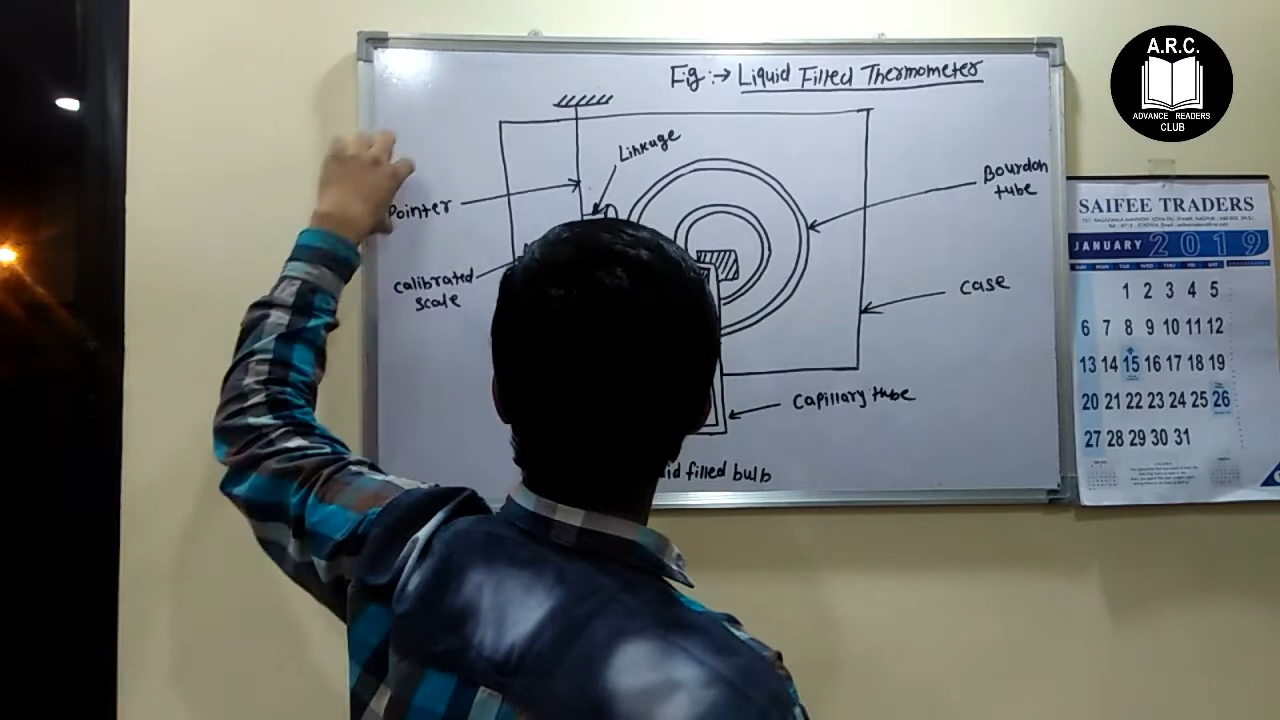 Fig:→ Liquid Filled Thermometer
Linkage
Pointer
Bourdon
tube
Calibrated
scale
Case
Capillary tube
filled bulb
A.R.C.
ADVANCE READERS
CLUB
SAIFEE TRADERS
JANUARY 2019
SUN MON TUE WED THU FRI SAT
1 2 3 4 5
6 7 8 9 10 11 12
13 14 15 16 17 18 19
20 21 22 23 24 25 26
27 28 29 30 31